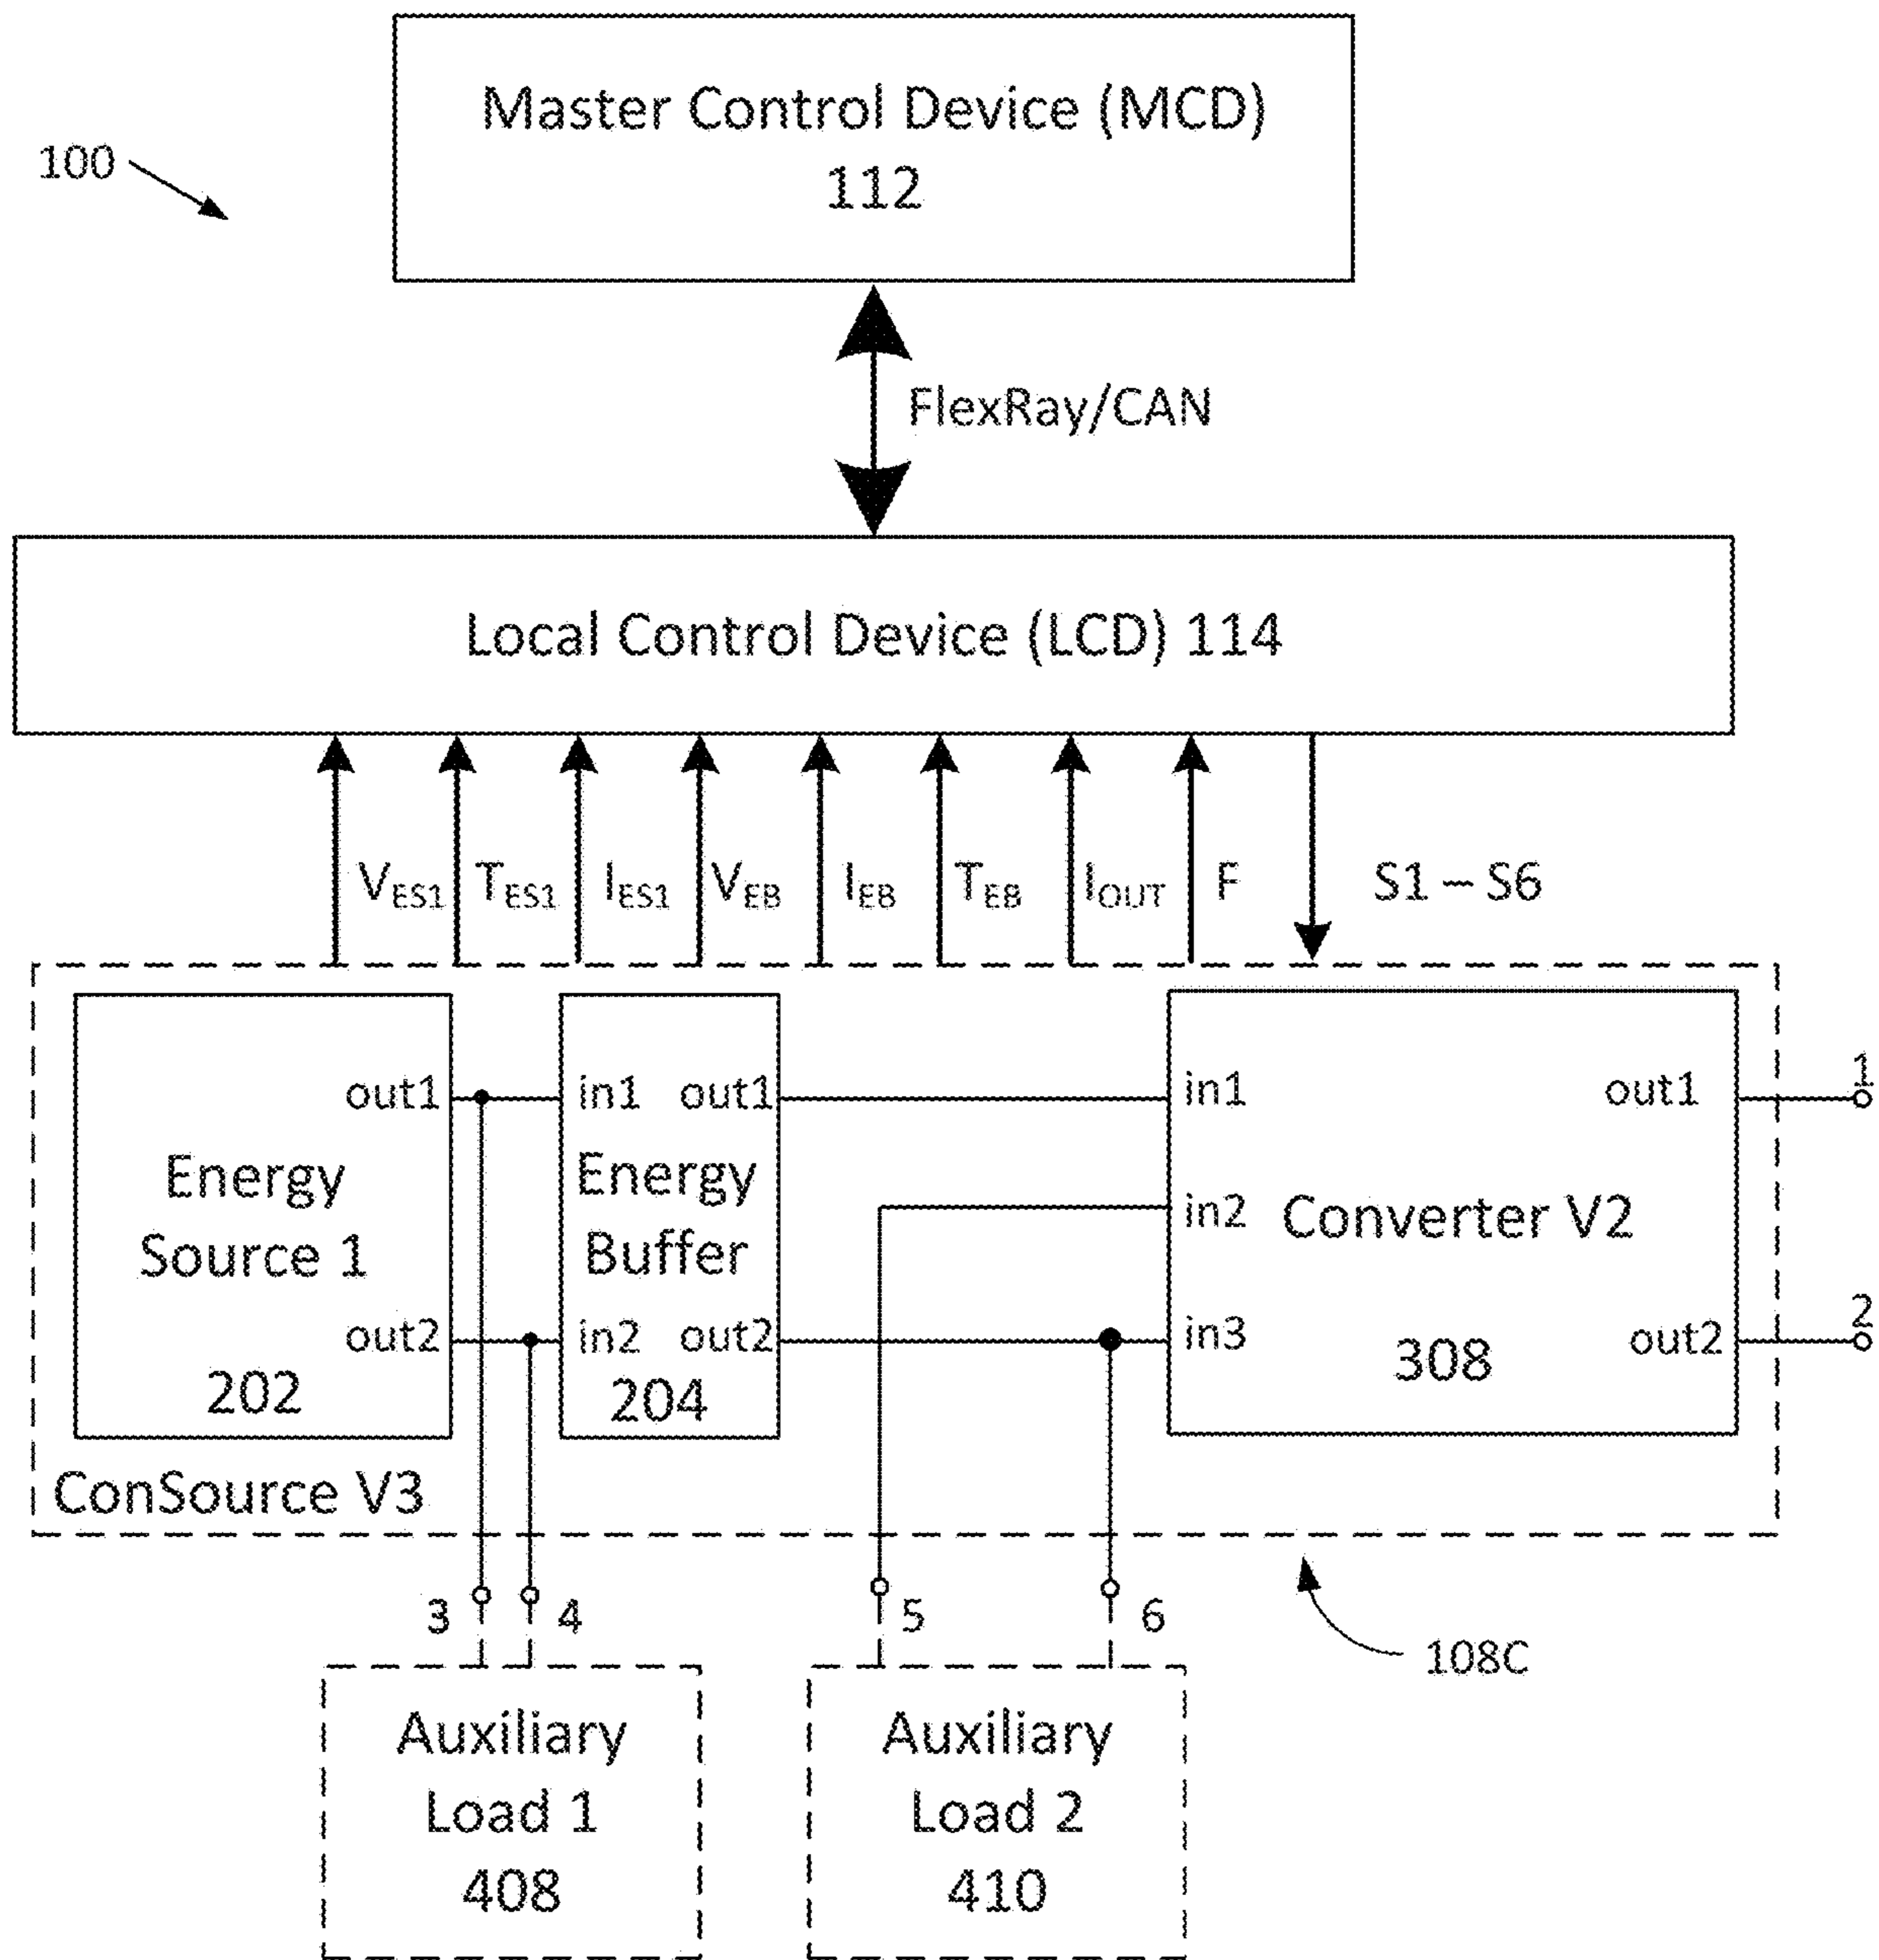 Master Control Device (MCD)
112
100
FlexRay/CAN
Local Control Device (LCD) 114
VES1 TES1 IES1 VEB IEB TEB IOUT F S1 – S6
out1 in1 out1 in1 out1 1
Energy
Source 1
Energy
Buffer
in2 Converter V2
out2 in2 out2 in3 out2 2
202 204 308
ConSource V3
3 4 5 6
108C
Auxiliary
Load 1
408
Auxiliary
Load 2
410